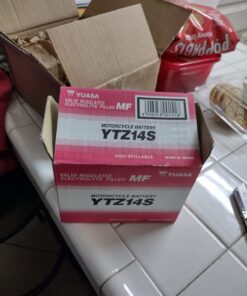 POPPABLES
YUASA
VALVE REGULATED
ELECTROLYTE FILLED MF
MOTORCYCLE BATTERY
YTZ14S
NON-SPILLABLE
MADE IN JAPAN
VALVE REGULATED
ELECTROLYTE FILLED MF
YUASA
MOTORCYCLE BATTERY
YTZ14S